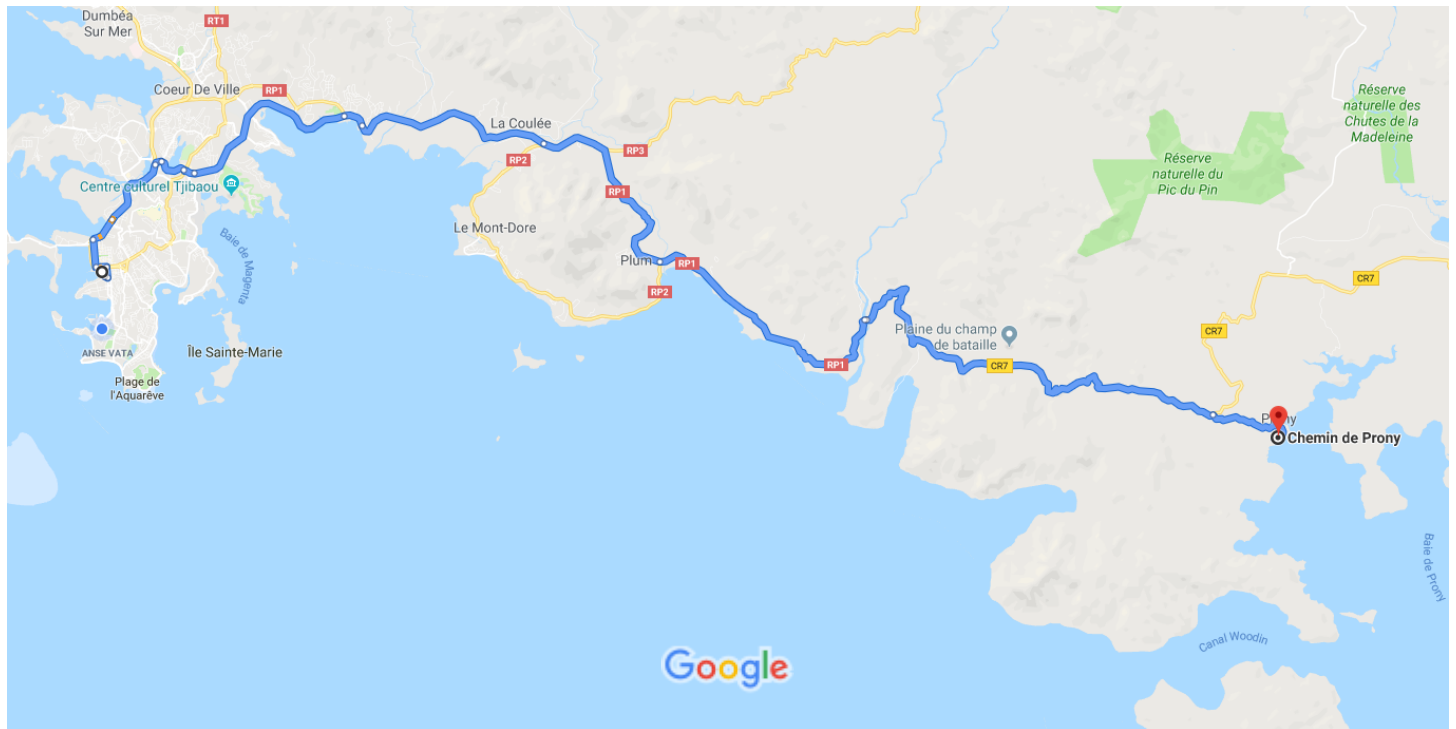 Dumbéa
Sur Mer
RT1
Coeur De Ville
RP1
La Coulée
RP2
RP3
Réserve
naturelle des
Chutes de la
Madeleine
Réserve
naturelle du
Pic du Pin
Centre culturel Tjibaou
RP1
Le Mont-Dore
Baie de Magenta
Plum
RP1
RP2
CR7
CR7
Plaine du champ
de bataille
ANSE VATA
Île Sainte-Marie
RP1
CR7
Plage de
l'Aquarêve
Chemin de Prony
Baie de Prony
Canal Woodin
Google